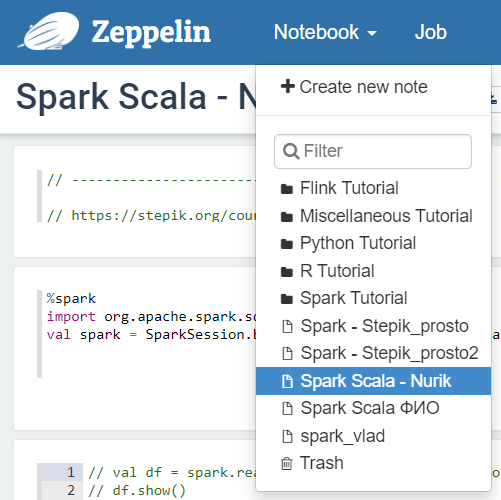 Zeppelin
Notebook
Job
Spark Scala - N
Create new note
Filter
Flink Tutorial
Miscellaneous Tutorial
Python Tutorial
R Tutorial
Spark Tutorial
Spark - Stepik_prosto
Spark - Stepik_prosto2
Spark Scala - Nurik
Spark Scala ФИО
spark_vlad
Trash
// -----------------------
// https://stepik.org/cour
%spark
import org.apache.spark.sq
val spark = SparkSession.b
1 // val df = spark.rea
2 // df.show()